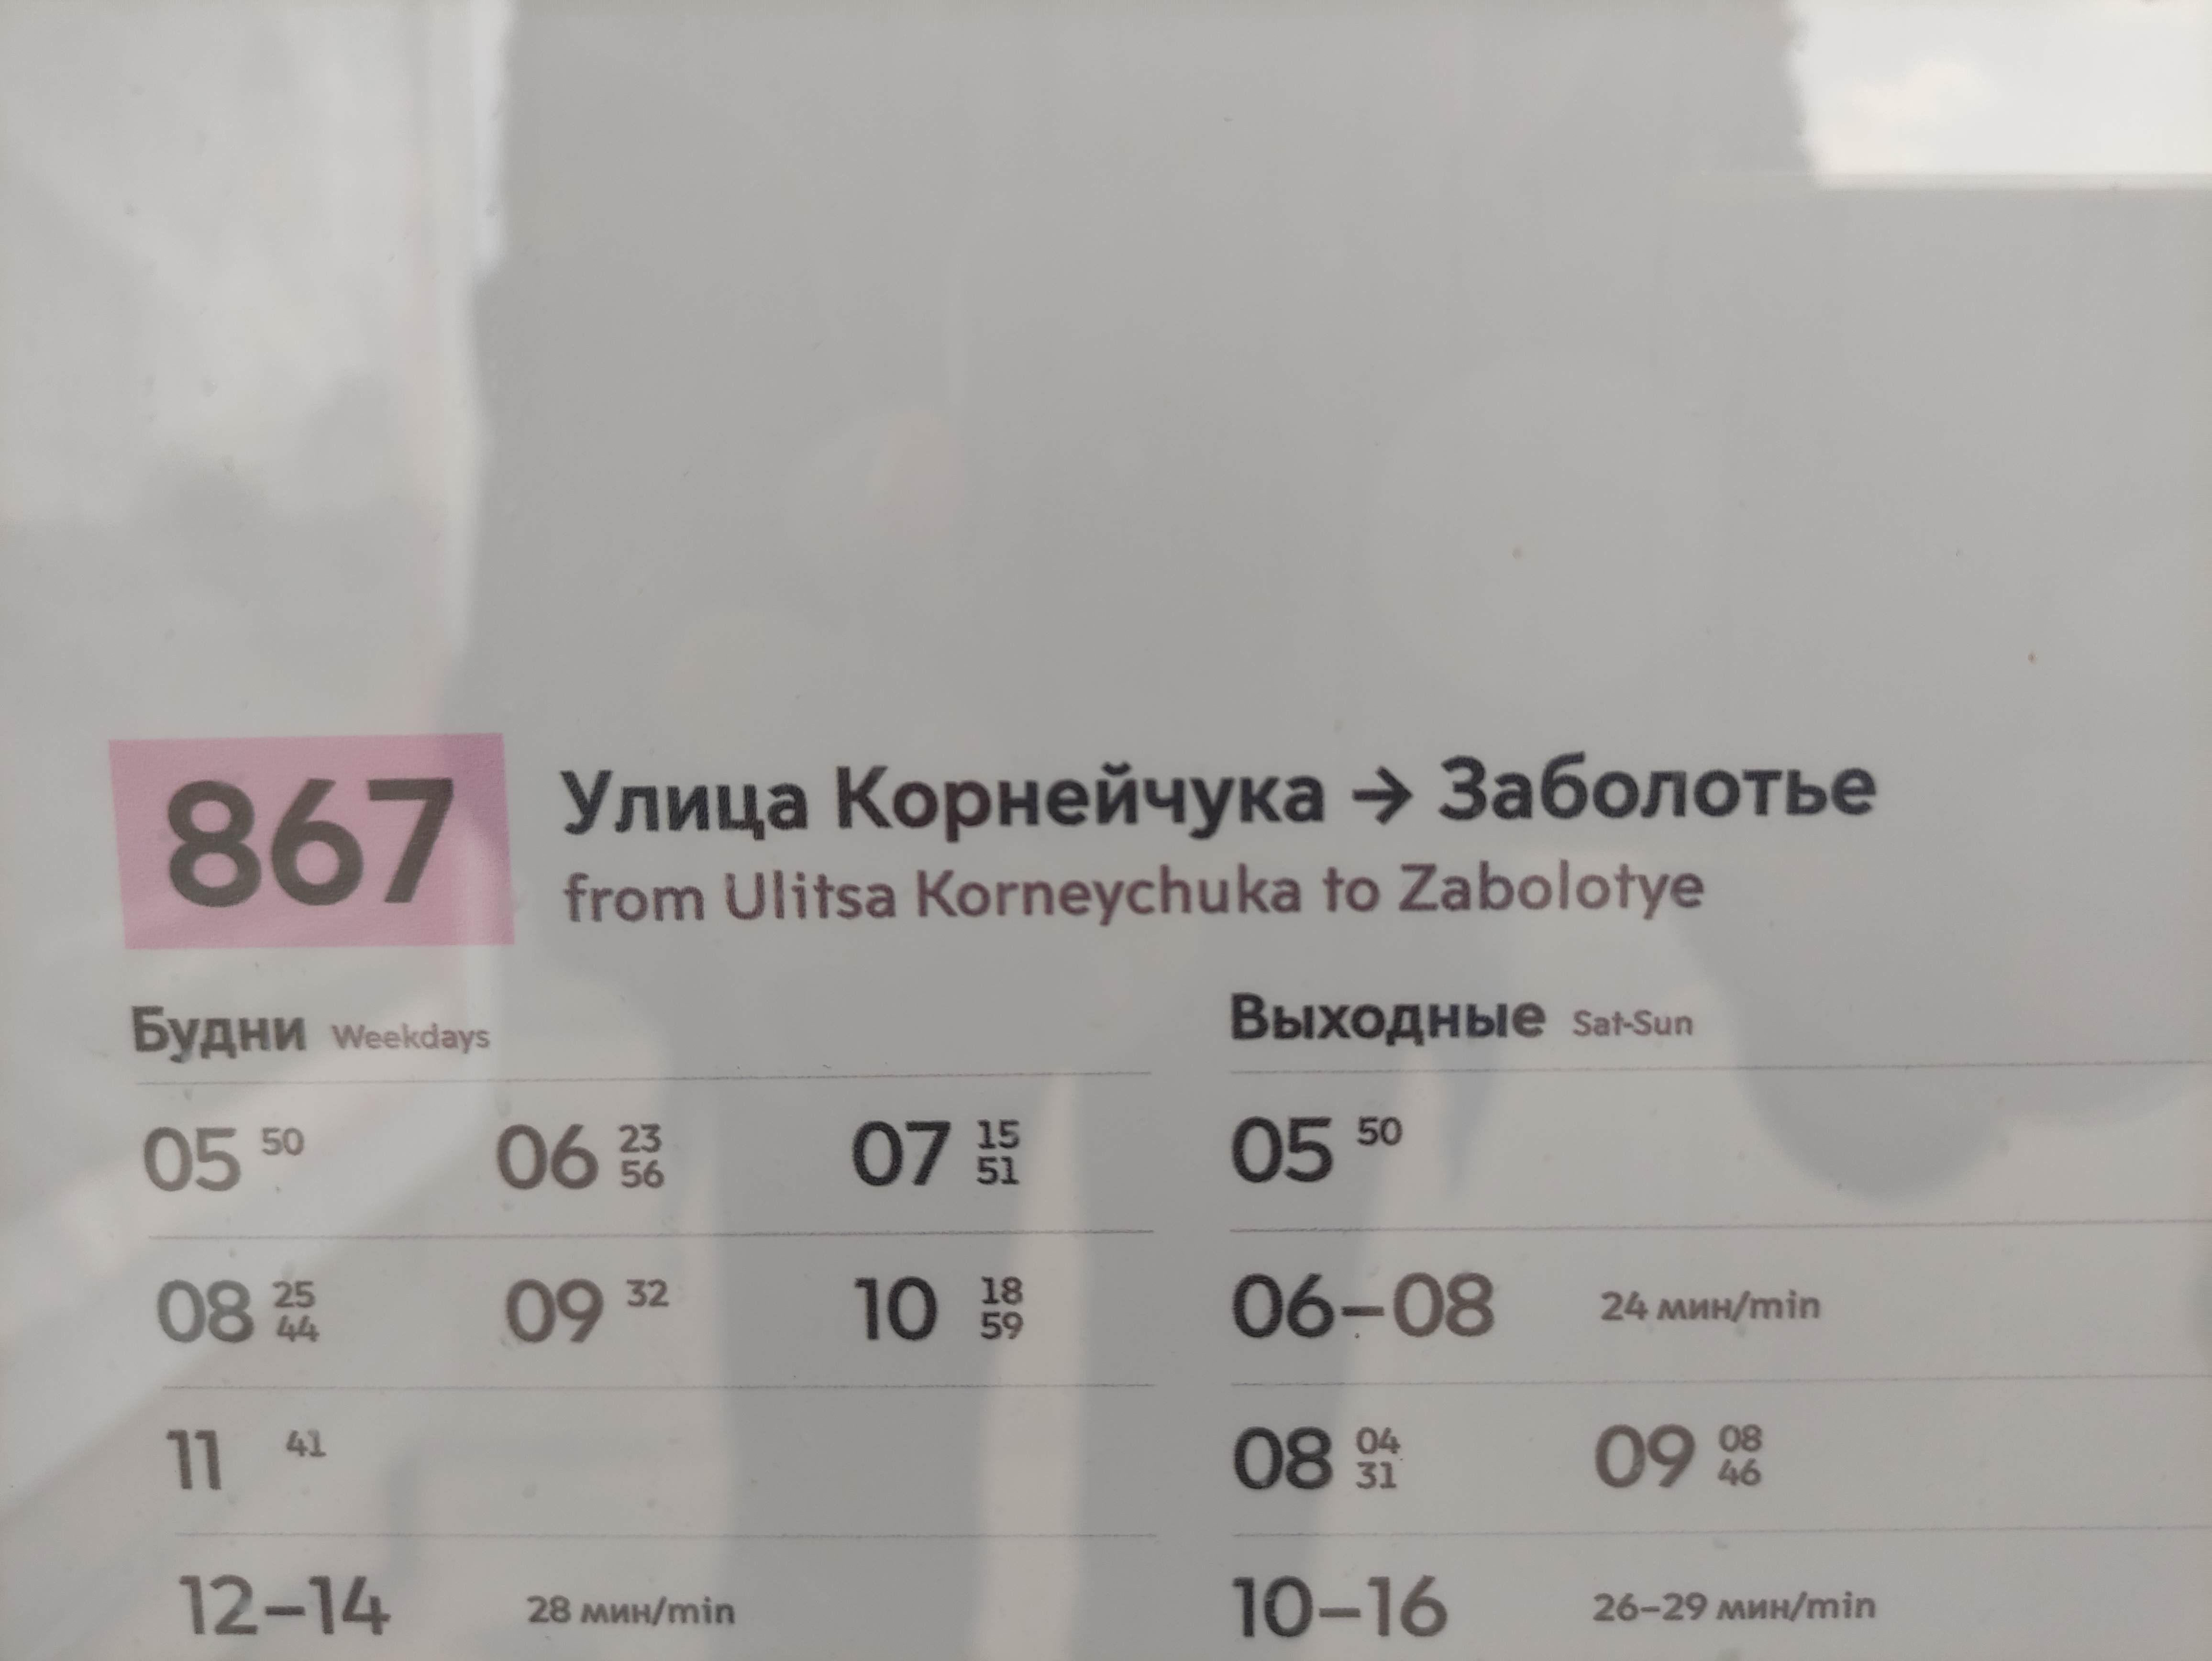 867
Улица Корнейчука → Заболотье
from Ulitsa Korneychuka to Zabolotye
Будни Weekdays
05 50 06 23 07 15
56 51
08 25 09 32 10 18
44 59
11 41
12–14 28 мин/min
Выходные Sat-Sun
05 50
06–08 24 мин/min
08 04 09 08
31 46
10–16 26–29 мин/min